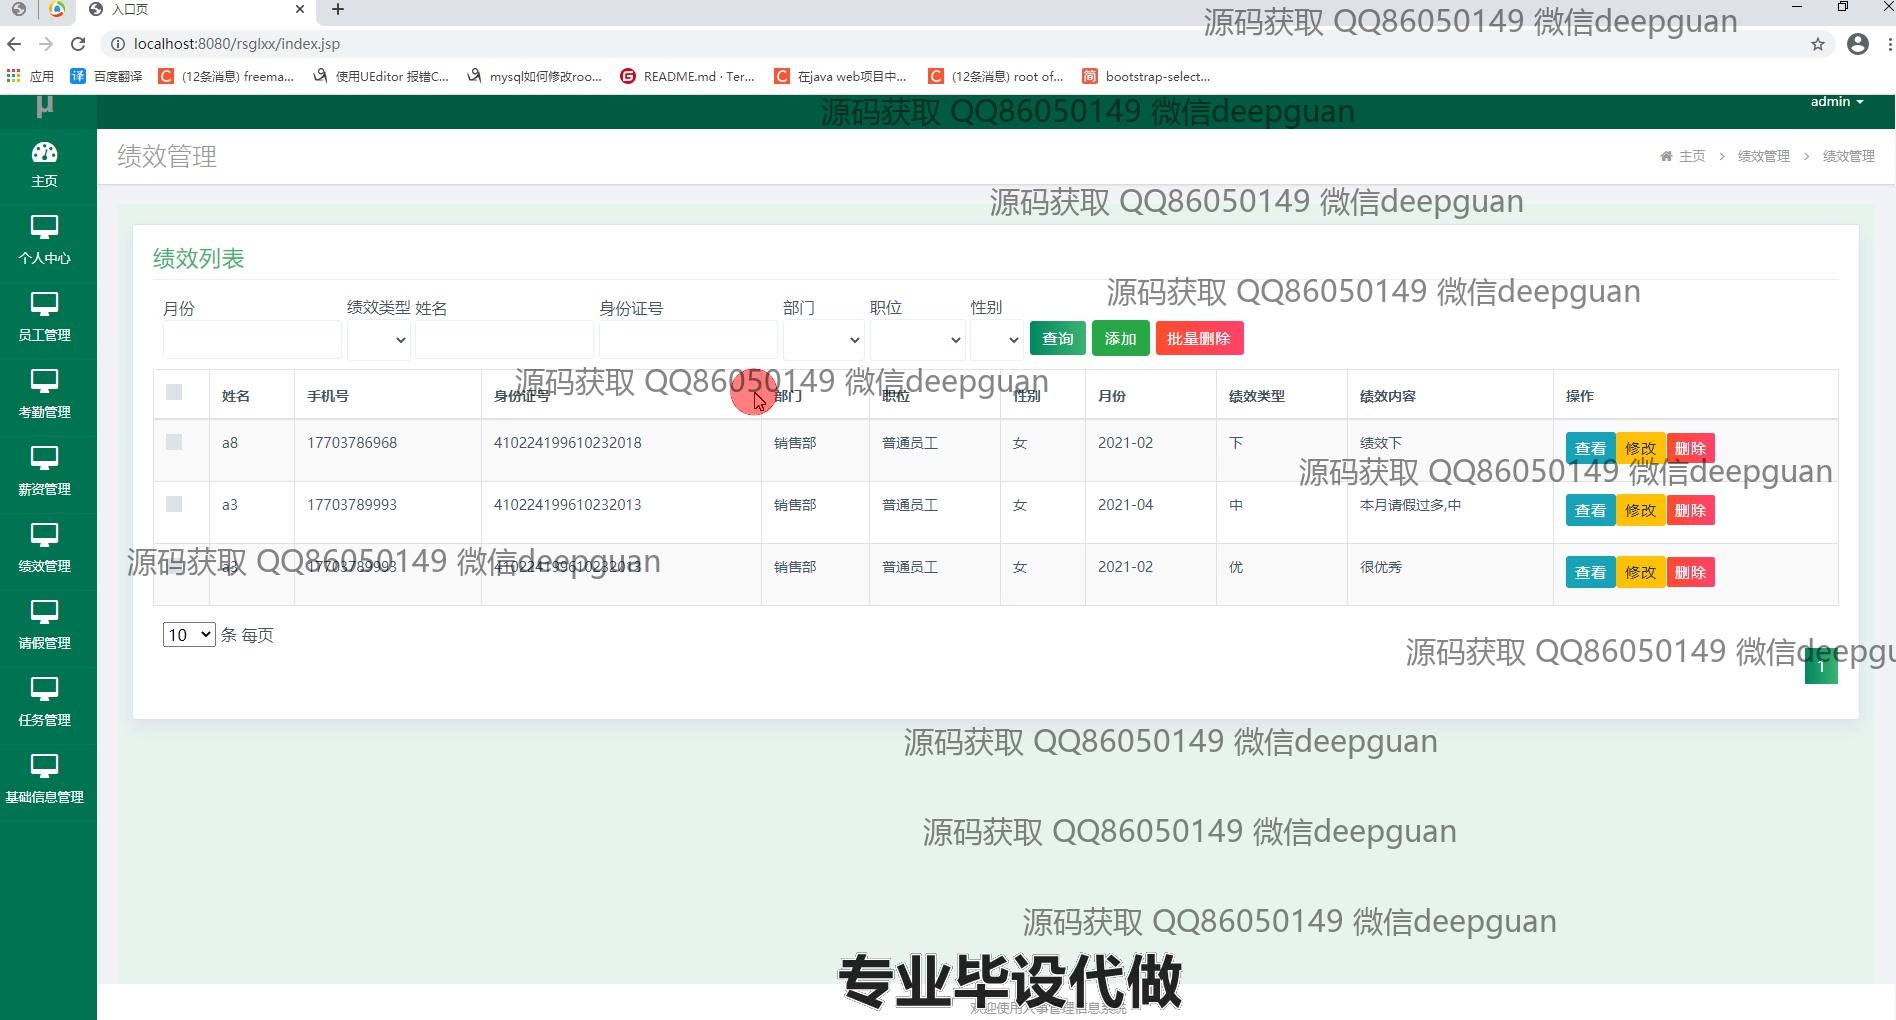 入口页
源码获取 QQ86050149 微信deepguan
localhost:8080/rsglxx/index.jsp
应用 百度翻译 (12条消息) freema... 使用UEditor 报错C... mysql如何修改roo... README.md · Ter... 在java web项目中... (12条消息) root of... bootstrap-select...
μ
源码获取 QQ86050149 微信deepguan
admin
绩效管理
主页 > 绩效管理 > 绩效管理
主页
个人中心
员工管理
考勤管理
薪资管理
绩效管理
请假管理
任务管理
基础信息管理
源码获取 QQ86050149 微信deepguan
绩效列表
源码获取 QQ86050149 微信deepguan
月份 绩效类型 姓名 身份证号 部门 职位 性别
查询 添加 批量删除
源码获取 QQ86050149 微信deepguan
姓名 手机号 身份证号 部门 职位 性别 月份 绩效类型 绩效内容 操作
a8 17703786968 410224199610232018 销售部 普通员工 女 2021-02 下 绩效下 查看 修改 删除
源码获取 QQ86050149 微信deepguan
a3 17703789993 410224199610232013 销售部 普通员工 女 2021-04 中 本月请假过多,中 查看 修改 删除
源码获取 QQ86050149 微信deepguan
a3 17703789993 410224199610232013 销售部 普通员工 女 2021-02 优 很优秀 查看 修改 删除
10 条 每页
源码获取 QQ86050149 微信deepgu
1
源码获取 QQ86050149 微信deepguan
源码获取 QQ86050149 微信deepguan
源码获取 QQ86050149 微信deepguan
专业毕设代做
欢迎使用人事管理信息系统